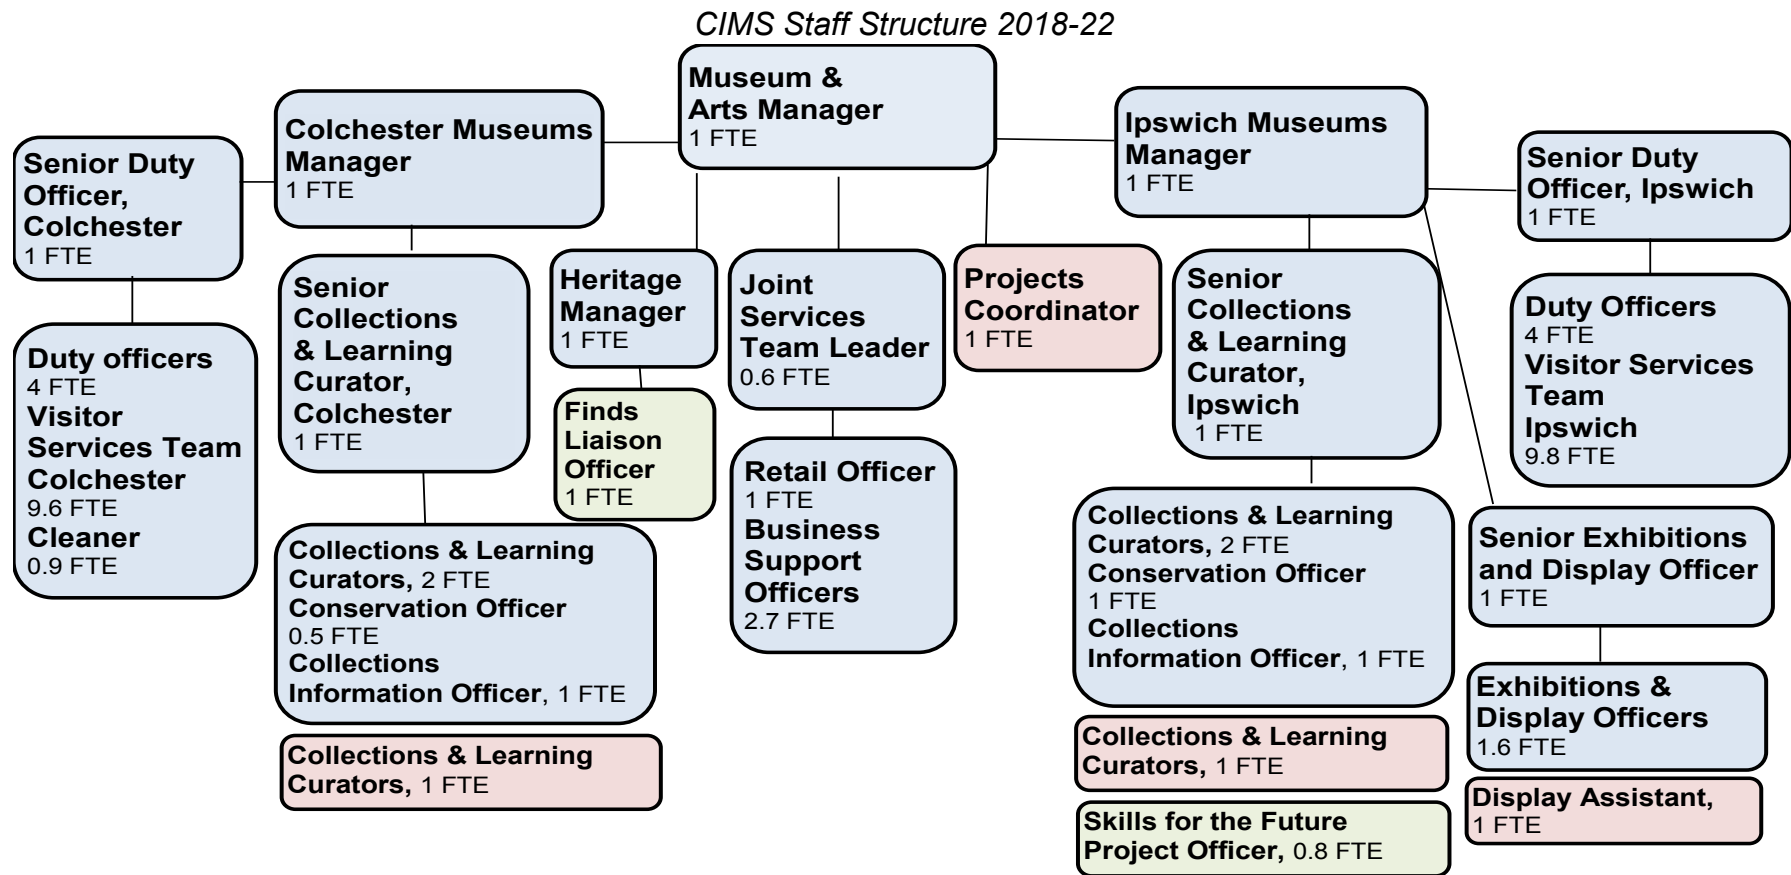 CIMS Staff Structure 2018-22
Museum &
Arts Manager
1 FTE
Colchester Museums
Manager
1 FTE
Ipswich Museums
Manager
1 FTE
Senior Duty
Officer,
Colchester
1 FTE
Senior Duty
Officer, Ipswich
1 FTE
Duty officers
4 FTE
Visitor
Services Team
Colchester
9.6 FTE
Cleaner
0.9 FTE
Senior
Collections
& Learning
Curator,
Colchester
1 FTE
Heritage
Manager
1 FTE
Finds
Liaison
Officer
1 FTE
Joint
Services
Team Leader
0.6 FTE
Projects
Coordinator
1 FTE
Senior
Collections
& Learning
Curator,
Ipswich
1 FTE
Duty Officers
4 FTE
Visitor Services
Team
Ipswich
9.8 FTE
Retail Officer
1 FTE
Business
Support
Officers
2.7 FTE
Collections & Learning
Curators, 2 FTE
Conservation Officer
0.5 FTE
Collections
Information Officer, 1 FTE
Collections & Learning
Curators, 1 FTE
Collections & Learning
Curators, 2 FTE
Conservation Officer
1 FTE
Collections
Information Officer, 1 FTE
Collections & Learning
Curators, 1 FTE
Skills for the Future
Project Officer, 0.8 FTE
Senior Exhibitions
and Display Officer
1 FTE
Exhibitions &
Display Officers
1.6 FTE
Display Assistant,
1 FTE